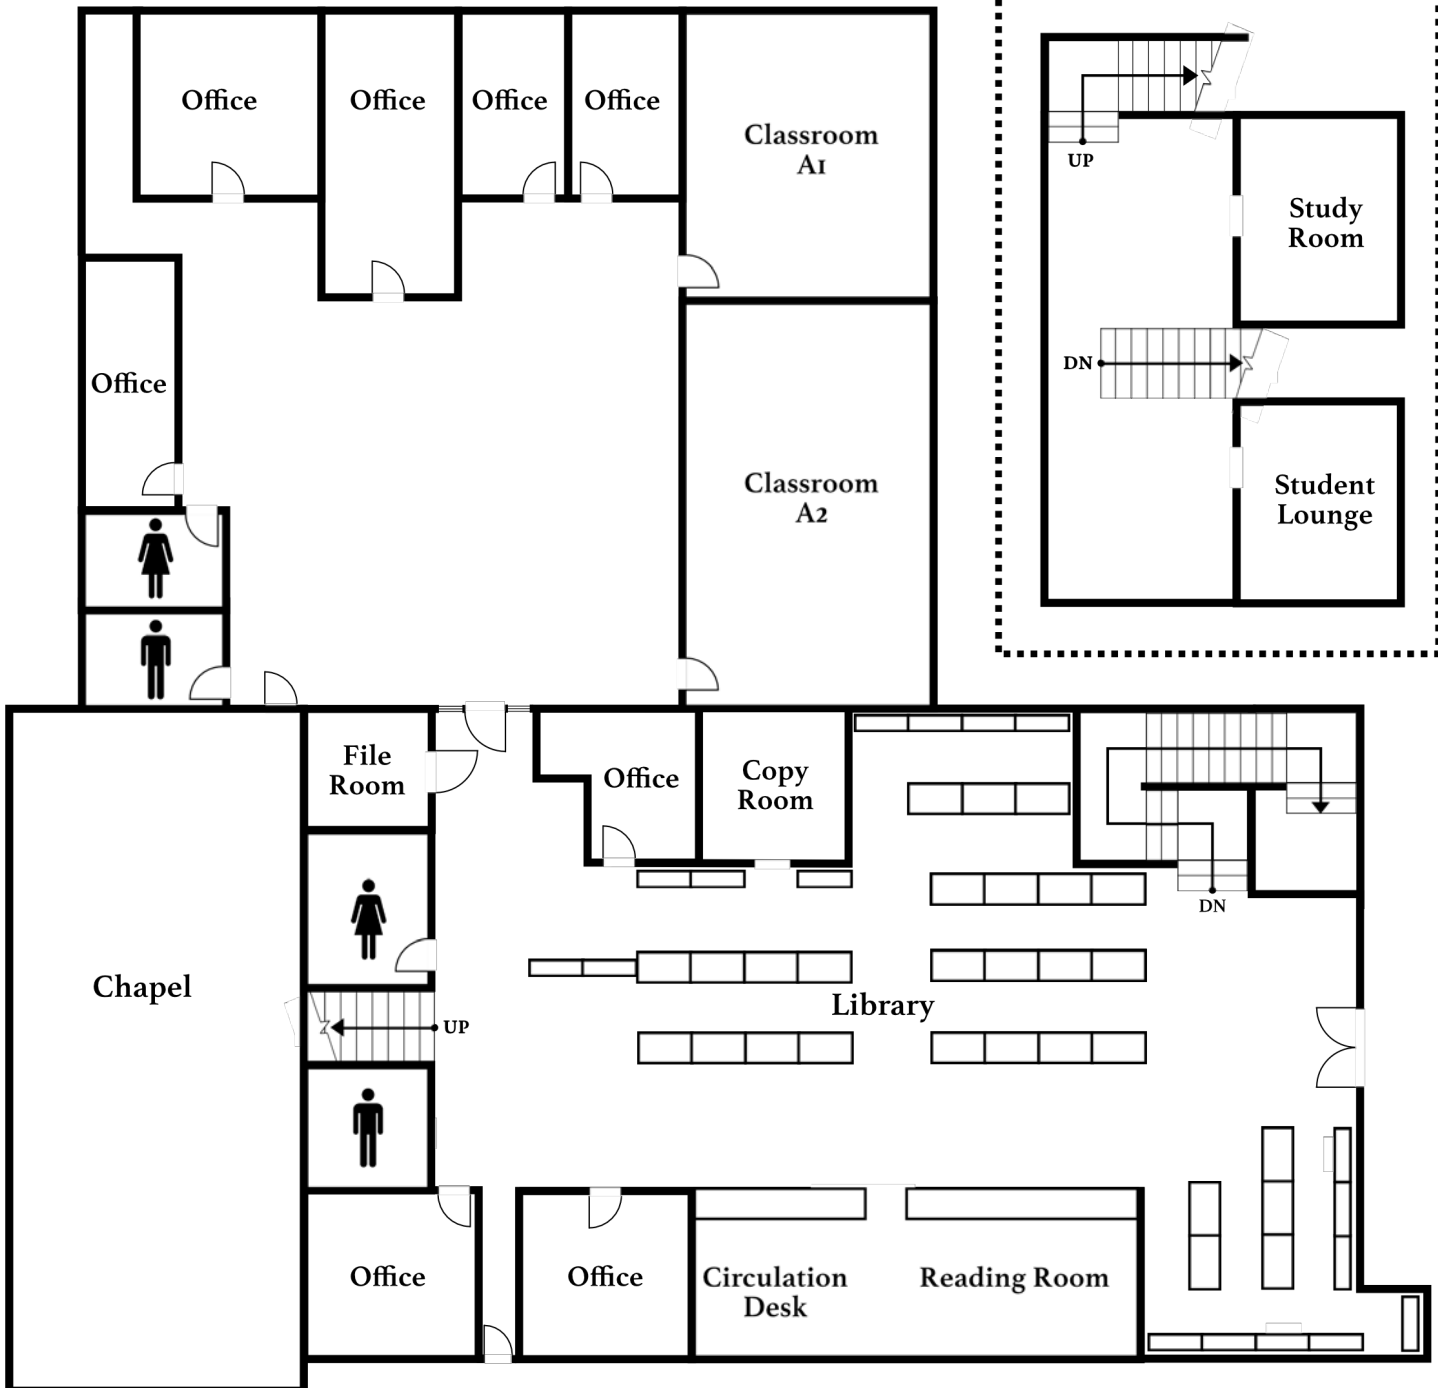 Office
Office
Office
Office
Classroom
A1
UP
Study
Room
DN
Office
Classroom
A2
Student
Lounge
File
Room
Office
Copy
Room
DN
Chapel
Library
UP
Office
Office
Circulation
Desk
Reading Room